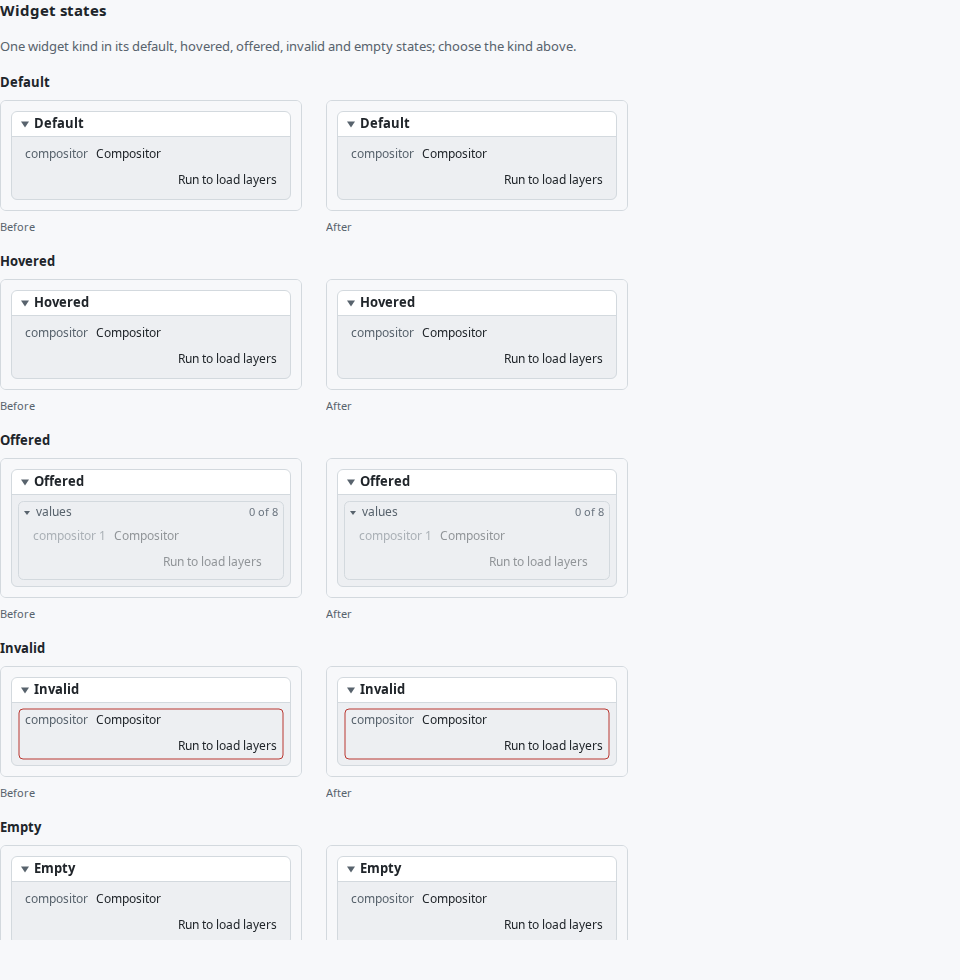 Widget states
One widget kind in its default, hovered, offered, invalid and empty states; choose the kind above.
Default
Default
compositor Compositor
Run to load layers
Before
Default
compositor Compositor
Run to load layers
After
Hovered
Hovered
compositor Compositor
Run to load layers
Before
Hovered
compositor Compositor
Run to load layers
After
Offered
Offered
values 0 of 8
compositor 1 Compositor
Run to load layers
Before
Offered
values 0 of 8
compositor 1 Compositor
Run to load layers
After
Invalid
Invalid
compositor Compositor
Run to load layers
Before
Invalid
compositor Compositor
Run to load layers
After
Empty
Empty
compositor Compositor
Run to load layers
Empty
compositor Compositor
Run to load layers